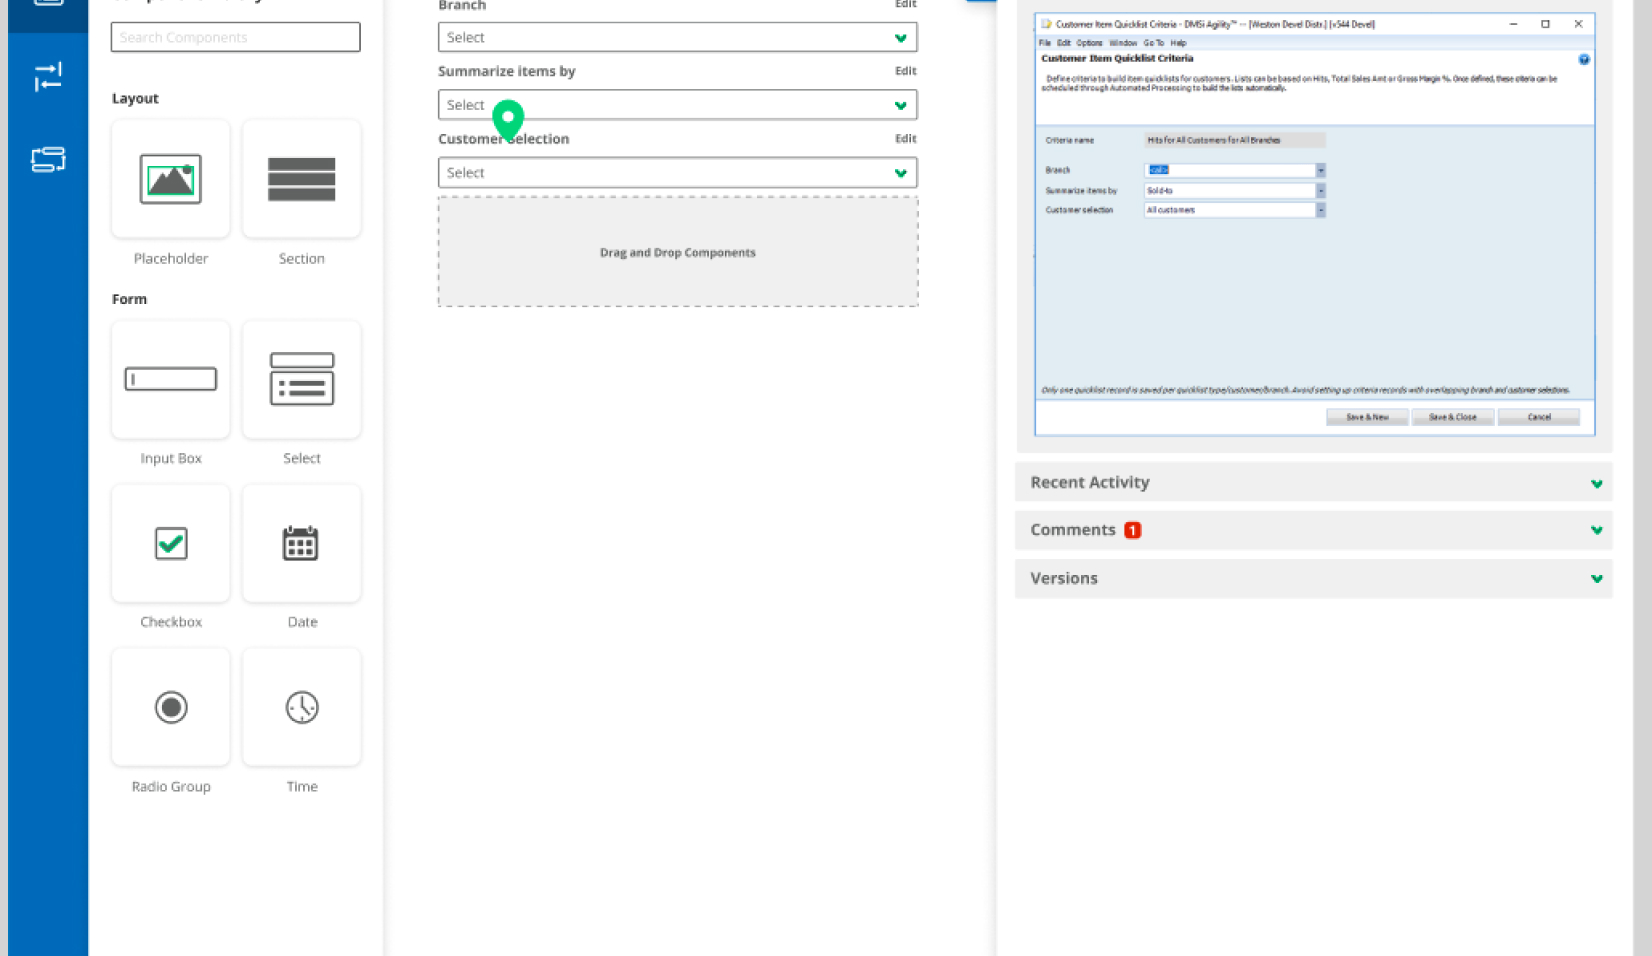 Search Components
Layout
Placeholder
Section
Form
Input Box
Select
Checkbox
Date
Radio Group
Time
Branch
Edit
Select
Summarize items by
Edit
Select
Customer Selection
Edit
Select
Drag and Drop Components
Customer Item Quicklist Criteria - DMSi Agility™ -- [Weston Devel Distr.] [v544 Devel]
File Edit Options Window Go To Help
Customer Item Quicklist Criteria
Define criteria to build item quicklists for customers. Lists can be based on Hits, Total Sales Amt or Gross Margin %. Once defined, these criteria can be
scheduled through Automated Processing to build the lists automatically.
Criteria name
Hits for All Customers for All Branches
Branch
<all>
Summarize items by
Sold-to
Customer selection
All customers
Only one quicklist record is saved per quicklist type/customer/branch. Avoid setting up criteria records with overlapping branch and customer selections.
Save & New
Save & Close
Cancel
Recent Activity
Comments 1
Versions